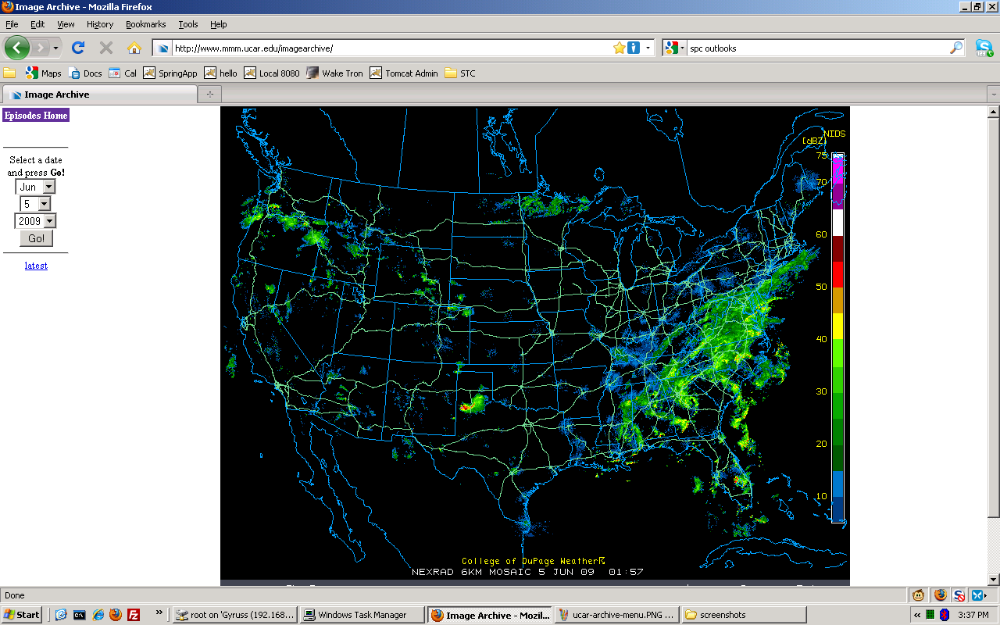 Image Archive - Mozilla Firefox
File Edit View History Bookmarks Tools Help
http://www.mmm.ucar.edu/imagearchive/
spc outlooks
Maps Docs Cal SpringApp hello Local 8080 Wake Tron Tomcat Admin STC
Image Archive
Episodes Home
Select a date
and press Go!
Jun
5
2009
Go!
latest
NIDS
[dBZ]
75
70
60
50
40
30
20
10
College of DuPage Weather
NEXRAD 6KM MOSAIC 5 JUN 09 01:57
Done
Start
»
root on 'Gyruss (192.168...
Windows Task Manager
Image Archive - Mozil...
ucar-archive-menu.PNG ...
screenshots
«
3:37 PM